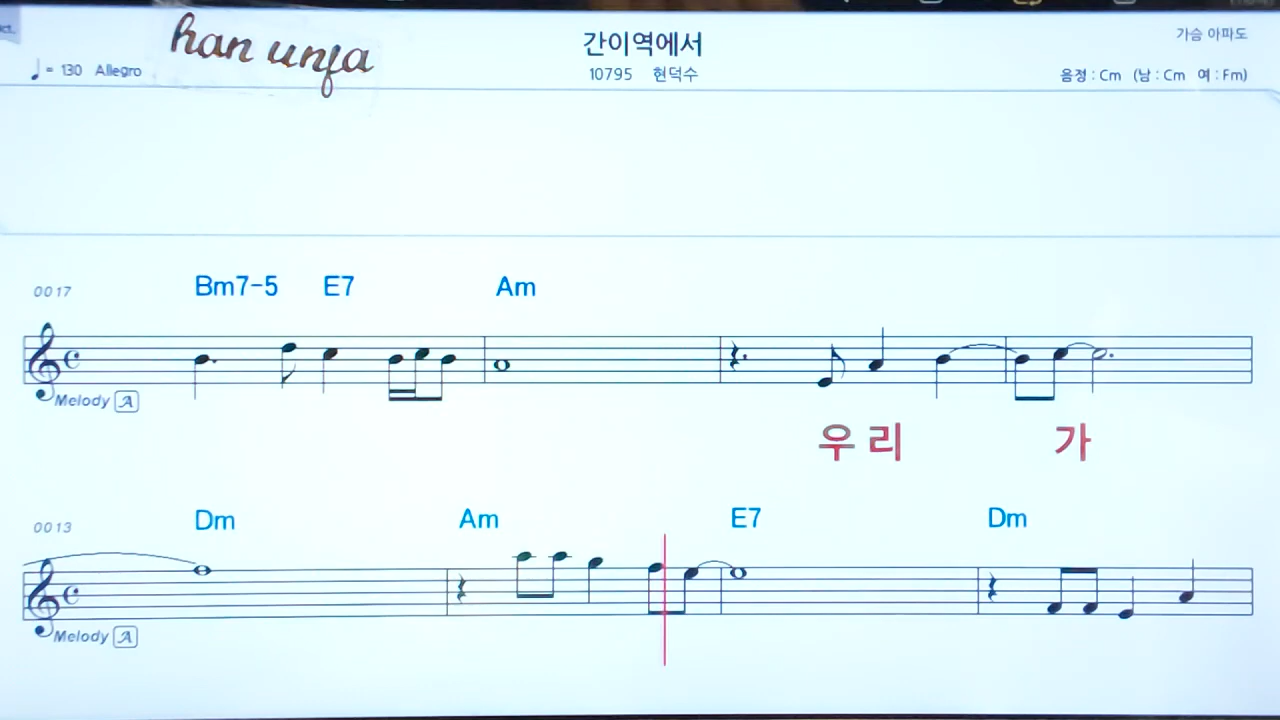 han unfa
간이역에서
가슴 아파도
♩= 130 Allegro
10795 현덕수
음정 : Cm (남 : Cm 여 : Fm)
0017
Bm7-5 E7 Am
Melody A
우 리 가
0013
Dm Am E7 Dm
Melody A